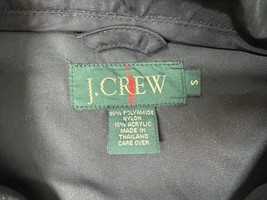 J.CREW
S
90% POLYAMIDE
NYLON
10% ACRYLIC
MADE IN
THAILAND
CARE OVER